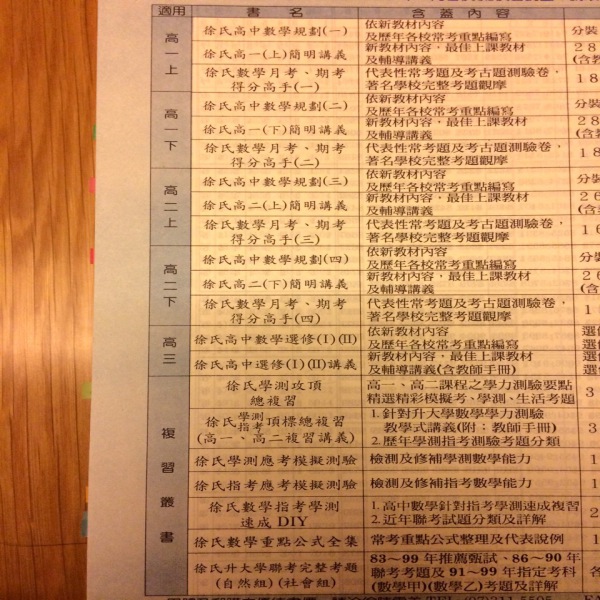 適用 書名 含蓋內容
高一上
徐氏高中數學規劃(一) 依新教材內容
及歷年各校常考重點編寫 分裝
徐氏高一(上)簡明講義 新教材內容,最佳上課教材 28
及輔導講義 (含教
徐氏數學月考、期考 代表性常考題及考古題測驗卷, 18
得分高手(一) 著名學校完整考題觀摩
高一下
徐氏高中數學規劃(二) 依新教材內容
及歷年各校常考重點編寫 分裝
徐氏高一(下)簡明講義 新教材內容,最佳上課教材 28
及輔導講義 (含
徐氏數學月考、期考 代表性常考題及考古題測驗卷, 18
得分高手(二) 著名學校完整考題觀摩
高二上
徐氏高中數學規劃(三) 依新教材內容
及歷年各校常考重點編寫 分裝
徐氏高二(上)簡明講義 新教材內容,最佳上課教材 26
及輔導講義 (含
徐氏數學月考、期考 代表性常考題及考古題測驗卷, 16
得分高手(三) 著名學校完整考題觀摩
高二下
徐氏高中數學規劃(四) 依新教材內容
及歷年各校常考重點編寫 分裝
徐氏高二(下)簡明講義 新教材內容,最佳上課教材 26
及輔導講義 (含
徐氏數學月考、期考 代表性常考題及考古題測驗卷, 1
得分高手(四) 著名學校完整考題觀摩
高三
徐氏高中數學選修(I)(II) 依新教材內容 選修
及歷年各校常考重點編寫 選修
徐氏高中選修(I)(II)講義 新教材內容,最佳上課教材 選
及輔導講義(含教師手冊) 選
複習叢書
徐氏學測攻頂 高一、高二課程之學力測驗要點 3
總複習 精選精彩模擬考、學測、生活考題
徐氏學測指考頂標總複習 1.針對升大學數學學力測驗
(高一、高二複習講義) 教學式講義(附:教師手冊) 3
2.歷年學測指考測驗考題分類
徐氏學測應考模擬測驗 檢測及修補學測數學能力 1
徐氏指考應考模擬測驗 檢測及修補指考數學能力 1
徐氏數學指考學測 1.高中數學針對指考學測速成複習 2
速成DIY 2.近年聯考試題分類及詳解
徐氏數學重點公式全集 常考重點公式整理及代表說例 1
徐氏升大學聯考完整考題 83~99年推薦甄試、86~90年
(自然組)(社會組) 聯考考題及91~99年指定考科 各
(數學甲)(數學乙)考題及詳解